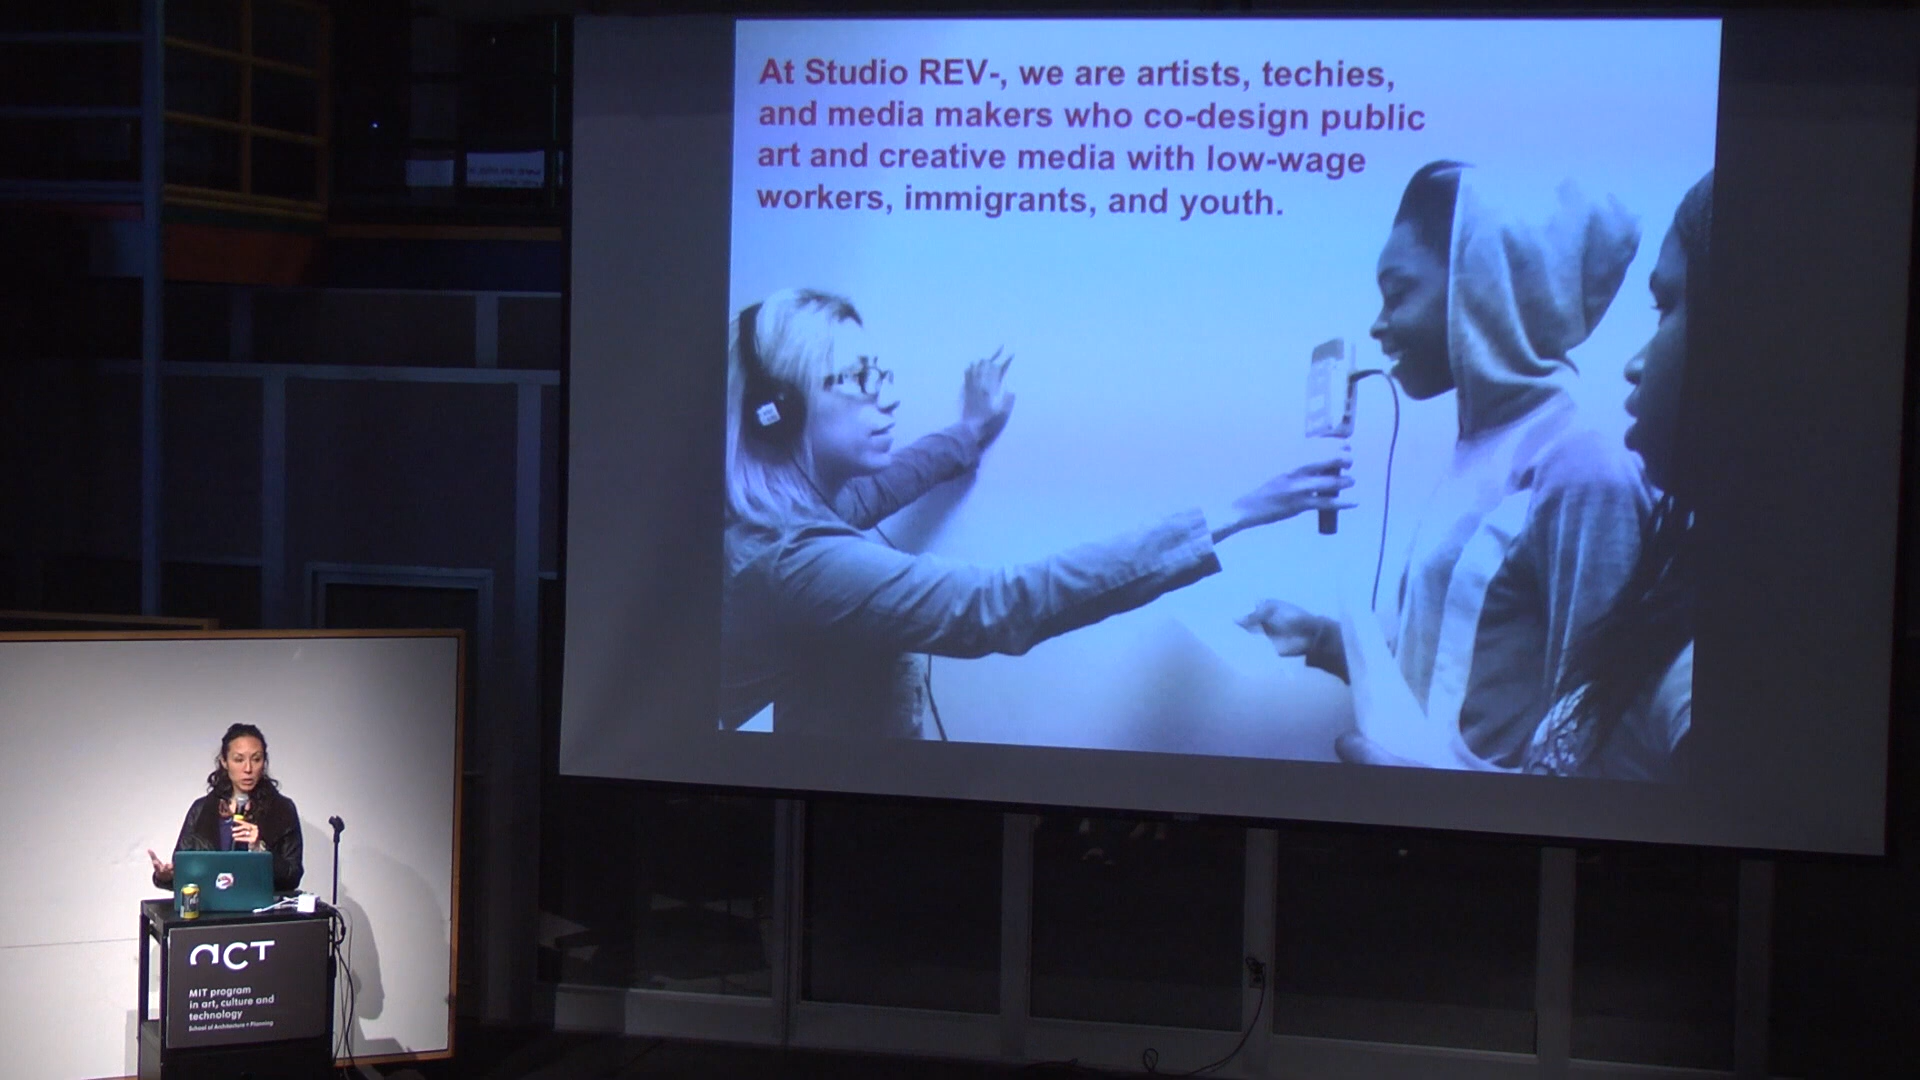 At Studio REV-, we are artists, techies,
and media makers who co-design public
art and creative media with low-wage
workers, immigrants, and youth.
act
MIT program
in art, culture and
technology
School of Architecture + Planning